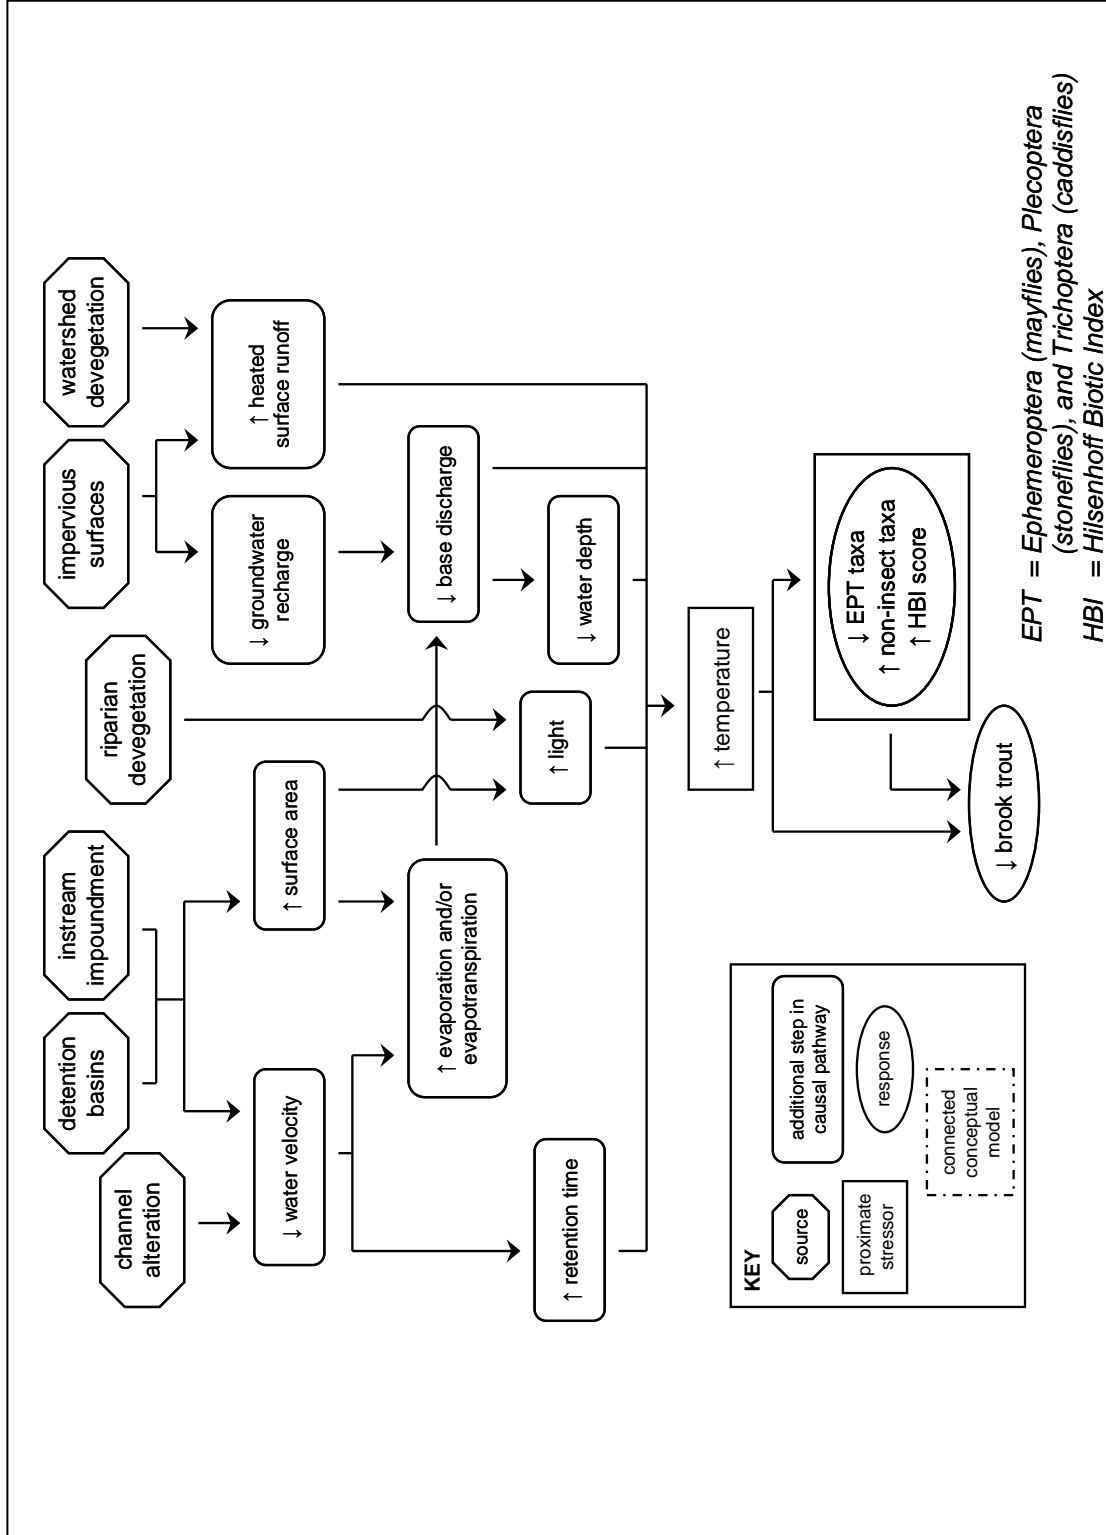 channel
alteration
detention
basins
instream
impoundment
riparian
devegetation
impervious
surfaces
watershed
devegetation
↓ water velocity
↑ surface area
↓ groundwater
recharge
↑ heated
surface runoff
↑ evaporation and/or
evapotranspiration
↓ base discharge
↑ retention time
↑ light
↓ water depth
↑ temperature
↓ EPT taxa
↑ non-insect taxa
↑ HBI score
↓ brook trout
KEY
source
additional step in
causal pathway
proximate
stressor
response
connected
conceptual
model
EPT = Ephemeroptera (mayflies), Plecoptera
(stoneflies), and Trichoptera (caddisflies)
HBI = Hilsenhoff Biotic Index